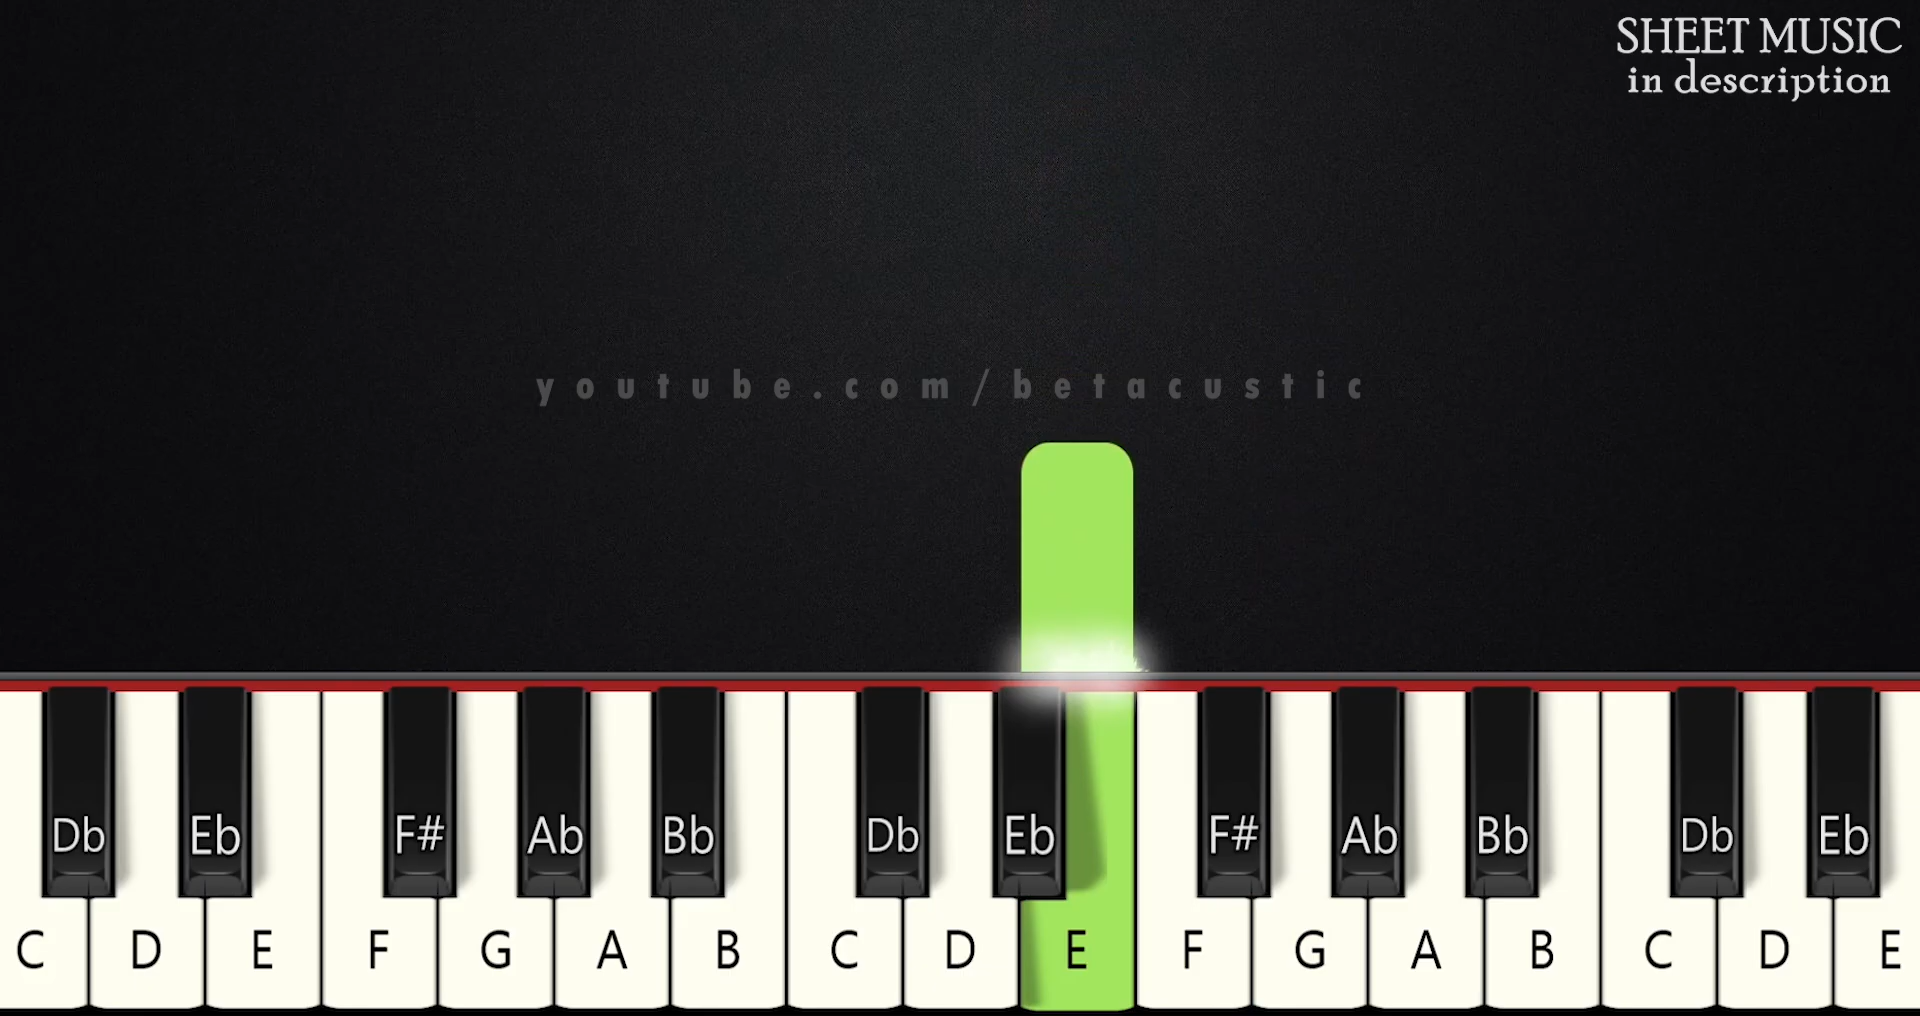 SHEET MUSIC
in description
youtube.com/betacustic
Db Eb F# Ab Bb Db Eb F# Ab Bb Db Eb
C D E F G A B C D E F G A B C D E